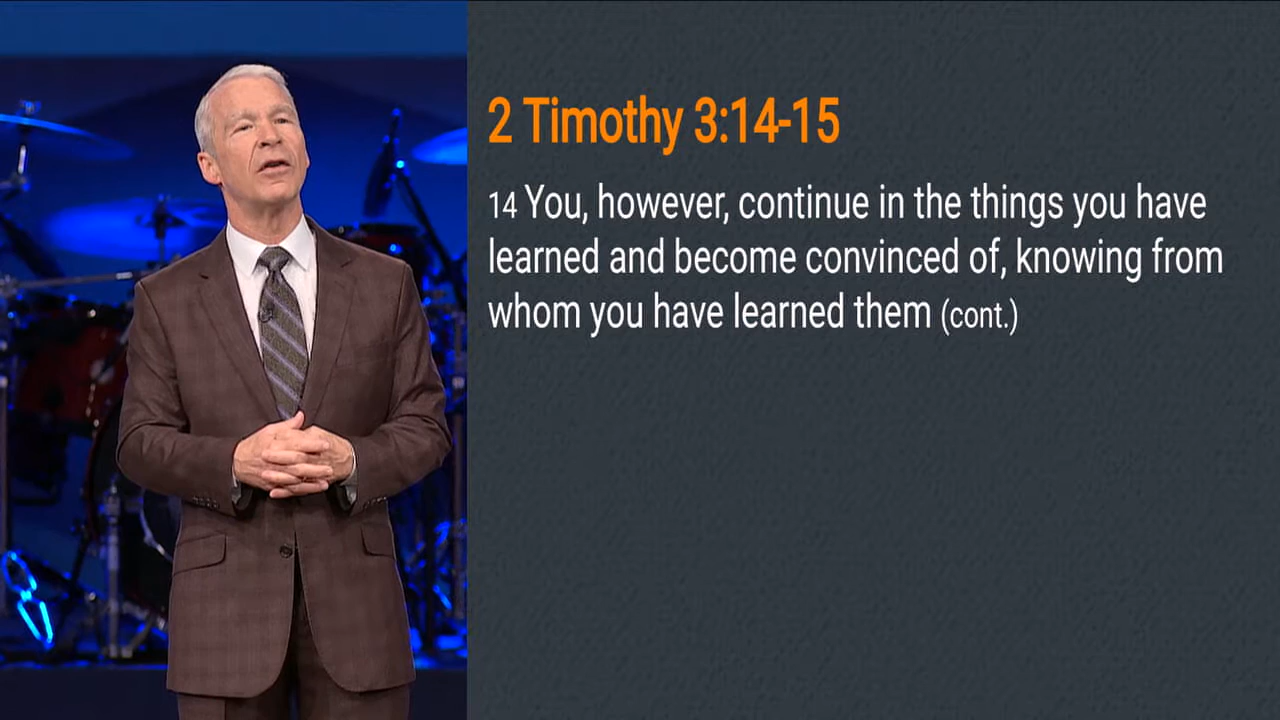 2 Timothy 3:14-15
14 You, however, continue in the things you have
learned and become convinced of, knowing from
whom you have learned them (cont.)